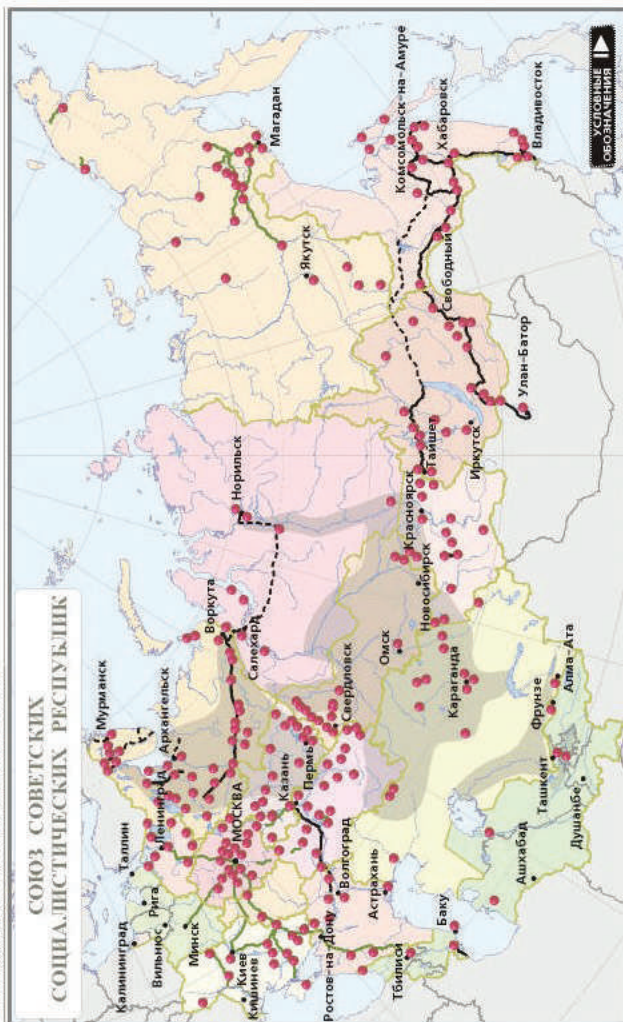 СОЮЗ СОВЕТСКИХ
СОЦИАЛИСТИЧЕСКИХ РЕСПУБЛИК
Мурманск
Архангельск
Ленинград
Таллин
Рига
Калининград
Вильнюс
Минск
МОСКВА
Киев
Кишинев
Казань
Пермь
Свердловск
Воркута
Салехард
Норильск
Волгоград
Ростов-на-Дону
Астрахань
Тбилиси
Баку
Ашхабад
Душанбе
Ташкент
Фрунзе
Алма-Ата
Караганда
Омск
Новосибирск
Красноярск
Тайшет
Иркутск
Улан-Батор
Якутск
Магадан
Свободный
Комсомольск-на-Амуре
Хабаровск
Владивосток
УСЛОВНЫЕ
ОБОЗНАЧЕНИЯ